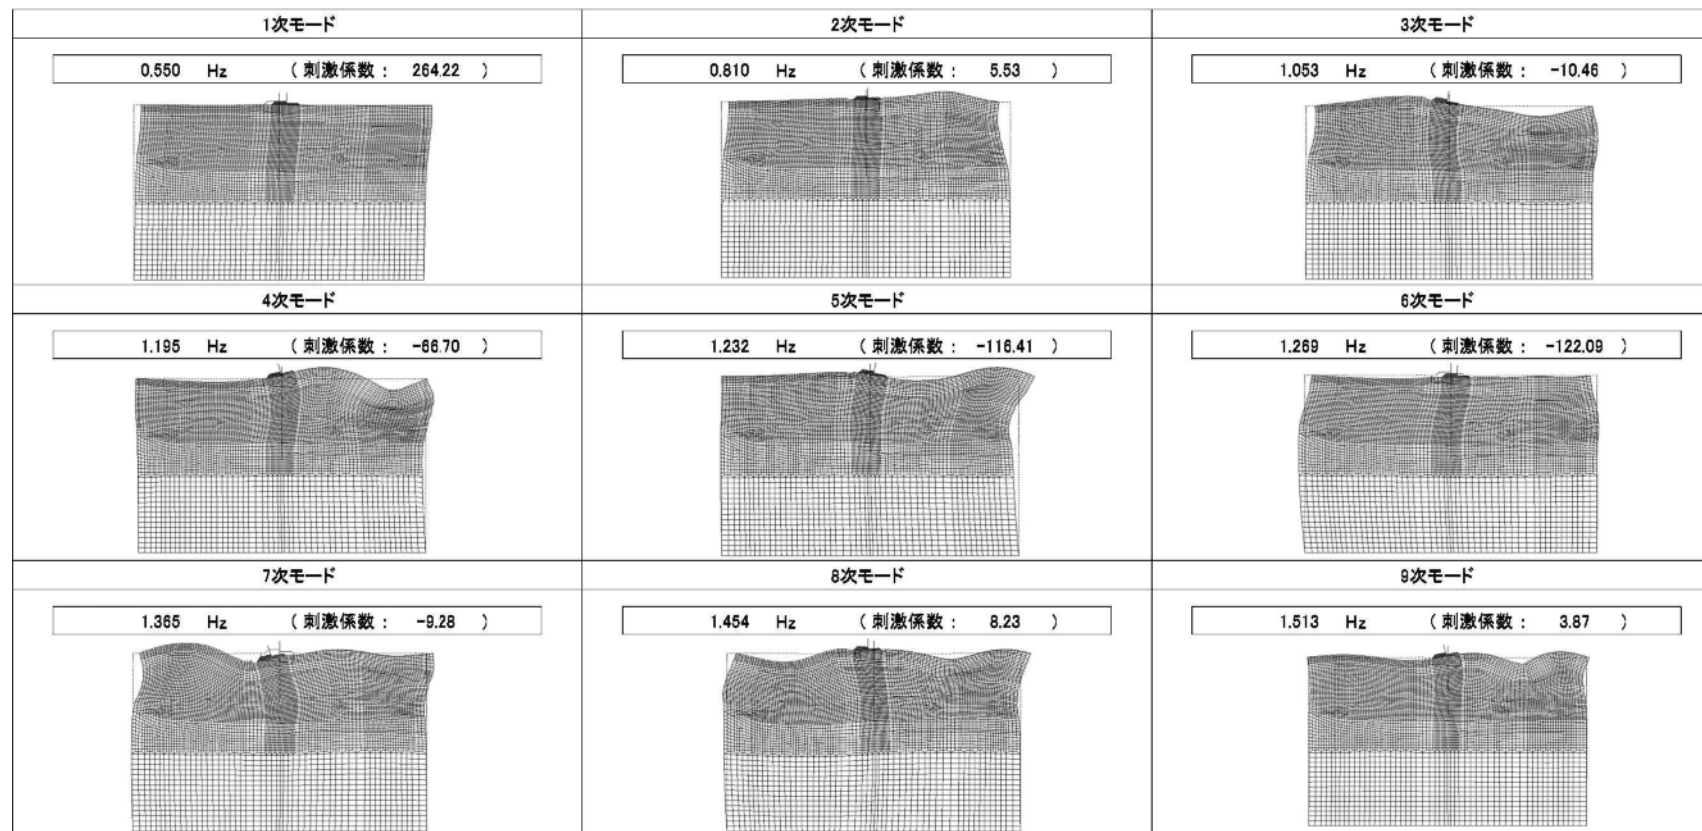 1次モード 2次モード 3次モード
0.550 Hz (刺激係数: 264.22 ) 0.810 Hz (刺激係数: 5.53 ) 1.053 Hz (刺激係数: -10.46 )
4次モード 5次モード 6次モード
1.195 Hz (刺激係数: -66.70 ) 1.232 Hz (刺激係数: -116.41 ) 1.269 Hz (刺激係数: -122.09 )
7次モード 8次モード 9次モード
1.365 Hz (刺激係数: -9.28 ) 1.454 Hz (刺激係数: 8.23 ) 1.513 Hz (刺激係数: 3.87 )